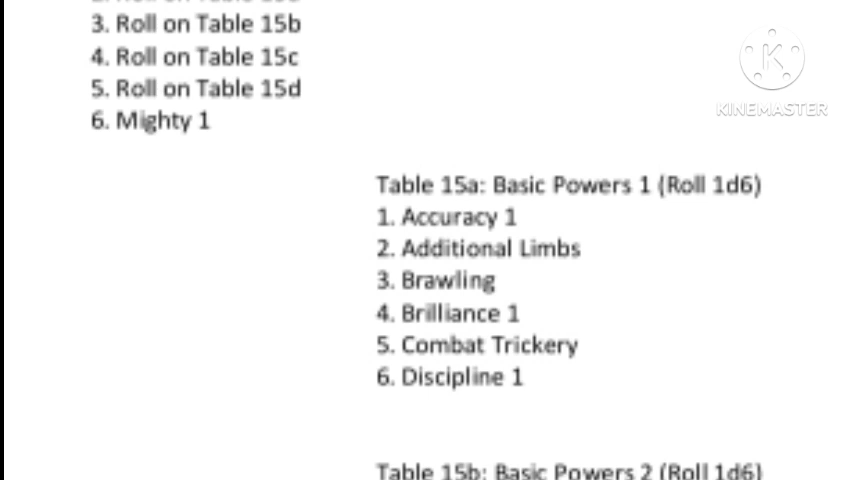 3. Roll on Table 15b
4. Roll on Table 15c
5. Roll on Table 15d
6. Mighty 1
K
KINEMASTER
Table 15a: Basic Powers 1 (Roll 1d6)
1. Accuracy 1
2. Additional Limbs
3. Brawling
4. Brilliance 1
5. Combat Trickery
6. Discipline 1
Table 15b: Basic Powers 2 (Roll 1d6)